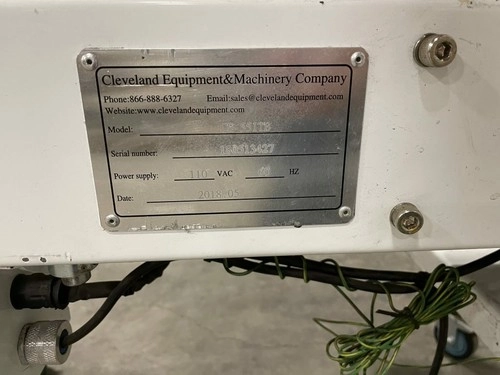 Cleveland Equipment&Machinery Company
Phone:866-888-6327 Email:sales@clevelandequipment.com
Website:www.clevelandequipment.com
Model:
Serial number:
Power supply: 110 VAC HZ
Date: 2018-05